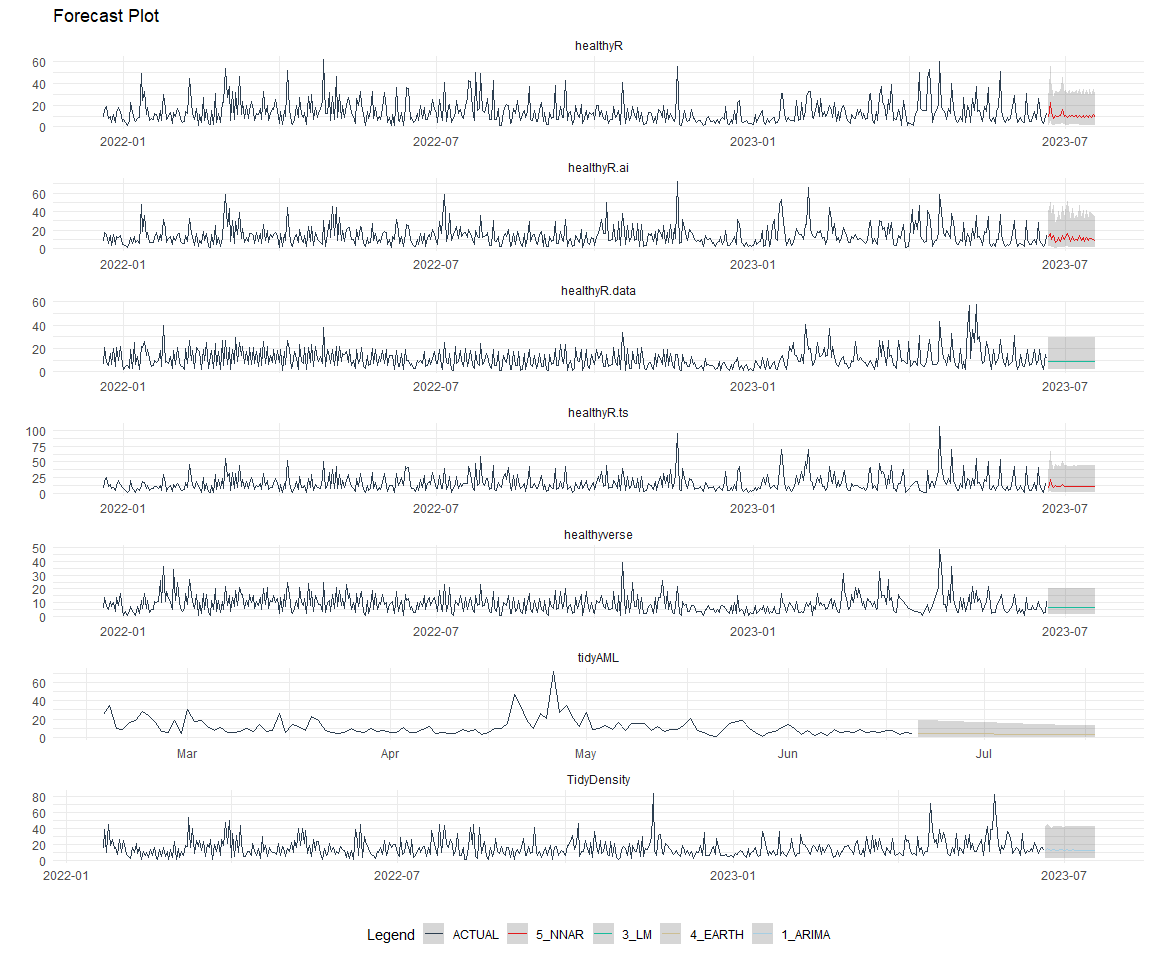 Forecast Plot
healthyR
60
40
20
0
2022-01 2022-07 2023-01 2023-07
healthyR.ai
60
40
20
0
2022-01 2022-07 2023-01 2023-07
healthyR.data
60
40
20
0
2022-01 2022-07 2023-01 2023-07
healthyR.ts
100
75
50
25
0
2022-01 2022-07 2023-01 2023-07
healthyverse
50
40
30
20
10
0
2022-01 2022-07 2023-01 2023-07
tidyAML
60
40
20
0
Mar Apr May Jun Jul
TidyDensity
80
60
40
20
0
2022-01 2022-07 2023-01 2023-07
Legend ACTUAL 5_NNAR 3_LM 4_EARTH 1_ARIMA